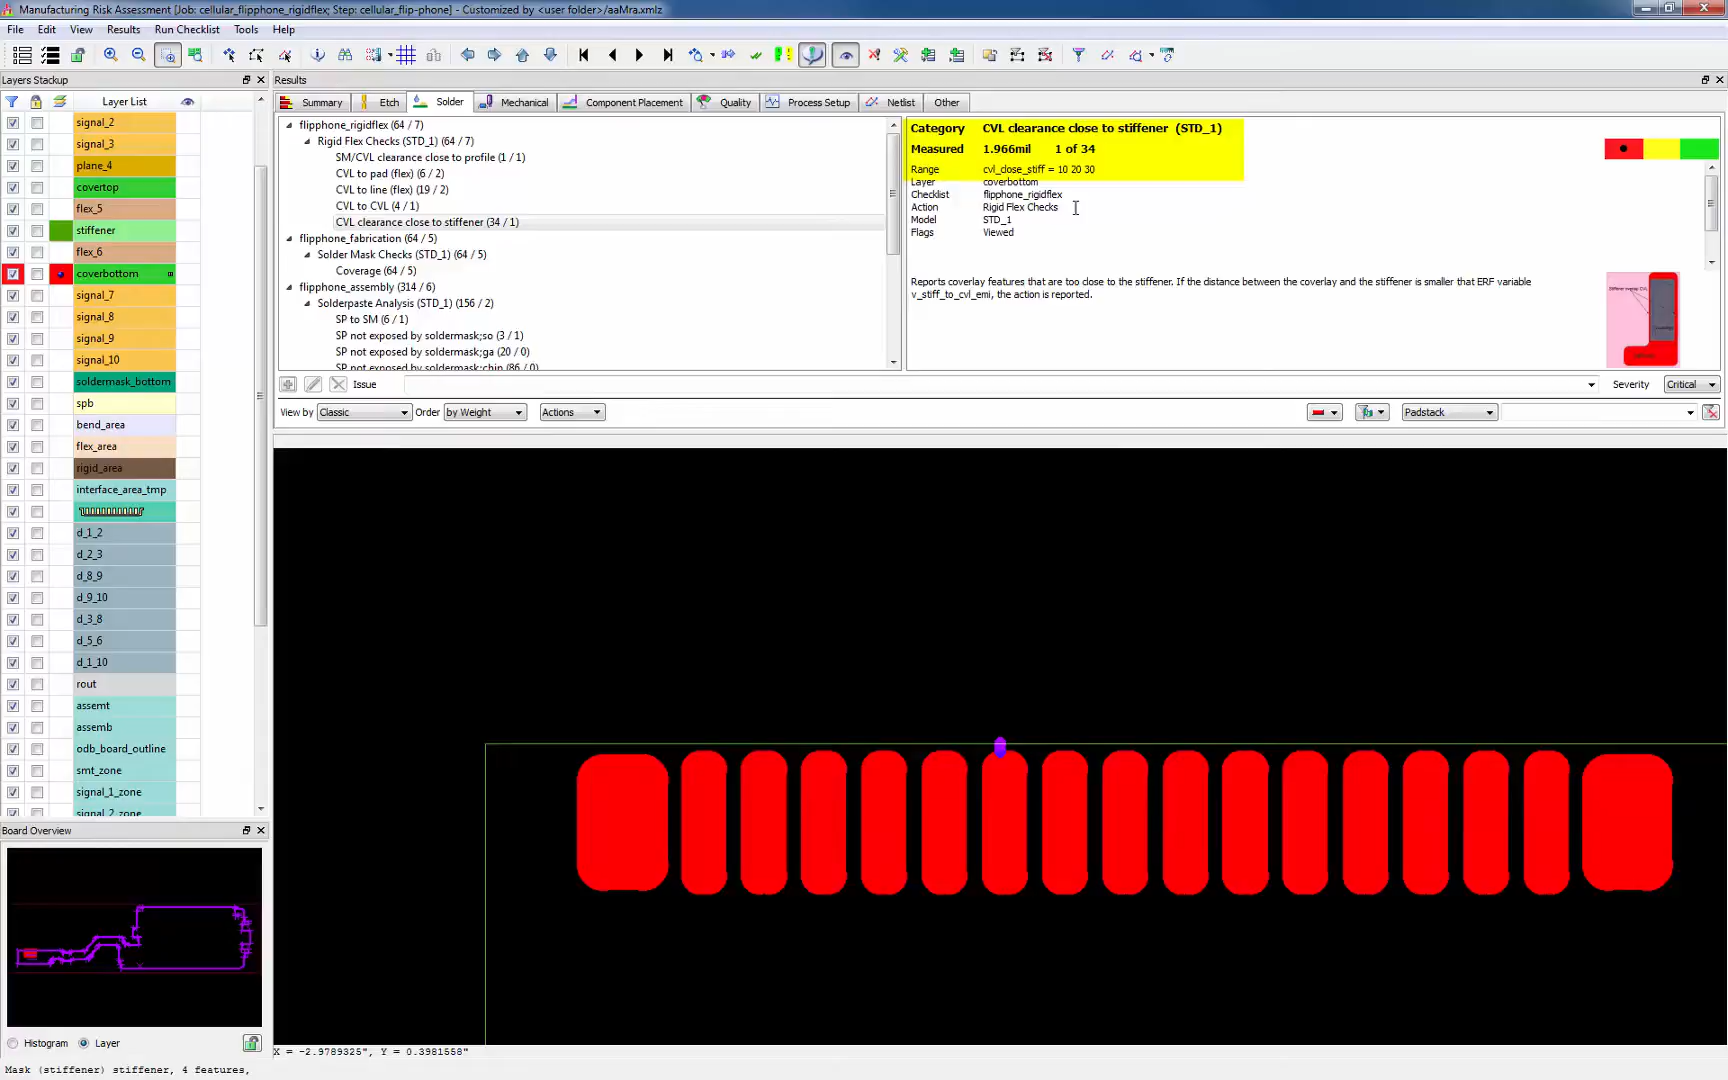 Manufacturing Risk Assessment [Job: cellular_flipphone_rigidflex; Step: cellular_flip-phone] - Customized by <user folder>/aaMra.xmlz
File Edit View Results Run Checklist Tools Help
Layers Stackup
Layer List
signal_2
signal_3
plane_4
covertop
flex_5
stiffener
flex_6
coverbottom
signal_7
signal_8
signal_9
signal_10
soldermask_bottom
spb
bend_area
flex_area
rigid_area
interface_area_tmp
d_1_2
d_2_3
d_8_9
d_9_10
d_3_8
d_5_6
d_1_10
rout
assemt
assemb
odb_board_outline
smt_zone
signal_1_zone
signal_2_zone
Board Overview
Histogram Layer
Results
Summary Etch Solder Mechanical Component Placement Quality Process Setup Netlist Other
flipphone_rigidflex (64 / 7)
Rigid Flex Checks (STD_1) (64 / 7)
SM/CVL clearance close to profile (1 / 1)
CVL to pad (flex) (6 / 2)
CVL to line (flex) (19 / 2)
CVL to CVL (4 / 1)
CVL clearance close to stiffener (34 / 1)
flipphone_fabrication (64 / 5)
Solder Mask Checks (STD_1) (64 / 5)
Coverage (64 / 5)
flipphone_assembly (314 / 6)
Solderpaste Analysis (STD_1) (156 / 2)
SP to SM (6 / 1)
SP not exposed by soldermask;so (3 / 1)
SP not exposed by soldermask;ga (20 / 0)
SP not exposed by soldermask;chip (86 / 0)
Category CVL clearance close to stiffener (STD_1)
Measured 1.966mil 1 of 34
Range cvl_close_stiff = 10 20 30
Layer coverbottom
Checklist flipphone_rigidflex
Action Rigid Flex Checks
Model STD_1
Flags Viewed
Reports coverlay features that are too close to the stiffener. If the distance between the coverlay and the stiffener is smaller that ERF variable
v_stiff_to_cvl_emi, the action is reported.
Issue
Severity Critical
View by Classic Order by Weight Actions
Padstack
X = -2.9789325", Y = 0.3981558"
Mask (stiffener) stiffener, 4 features,